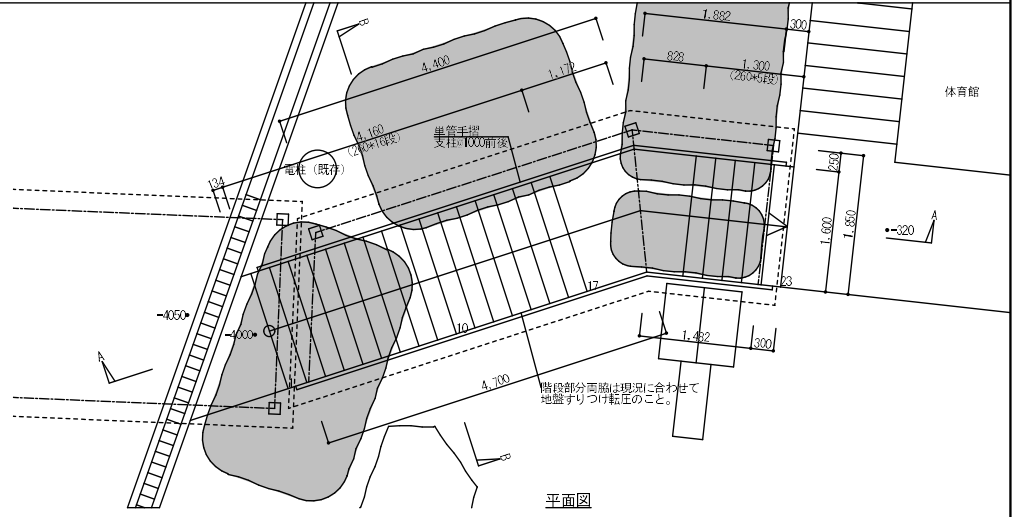 B
1.882
300
4.400
828
1.300
(260*5段)
1.172
体育館
4.160
(260*16段)
単管手摺
支柱@1000前後
電柱（既存）
134
250
1.600
1.850
-320
A
23
17
-4050
-4000
10
1
1.482
300
A
4.700
階段部分両脇は現況に合わせて
地盤すりつけ転圧のこと。
B
平面図